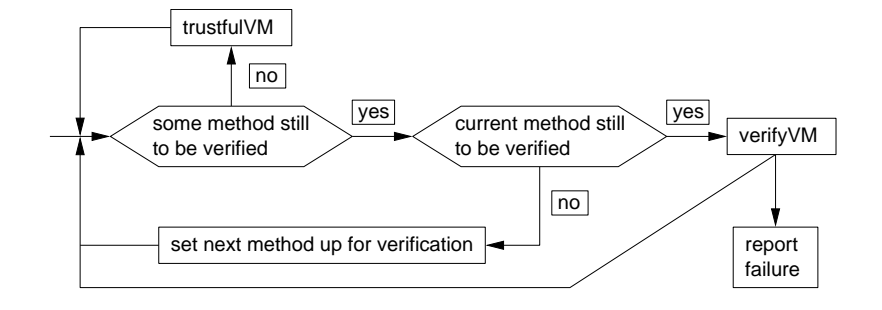 trustfulVM
no
some method still
to be verified
yes
current method still
to be verified
yes
verifyVM
no
set next method up for verification
report
failure